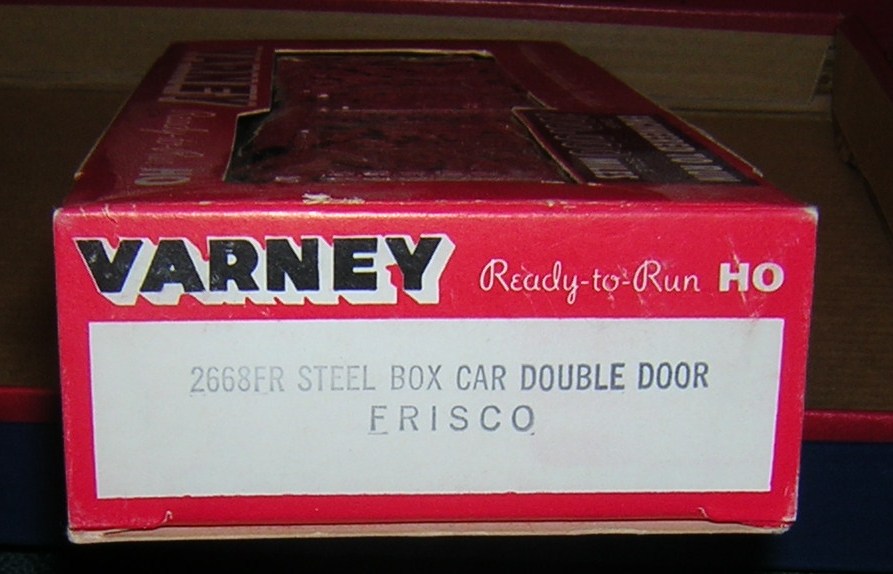 VARNEY Ready-to-Run HO
2668FR STEEL BOX CAR DOUBLE DOOR
FRISCO